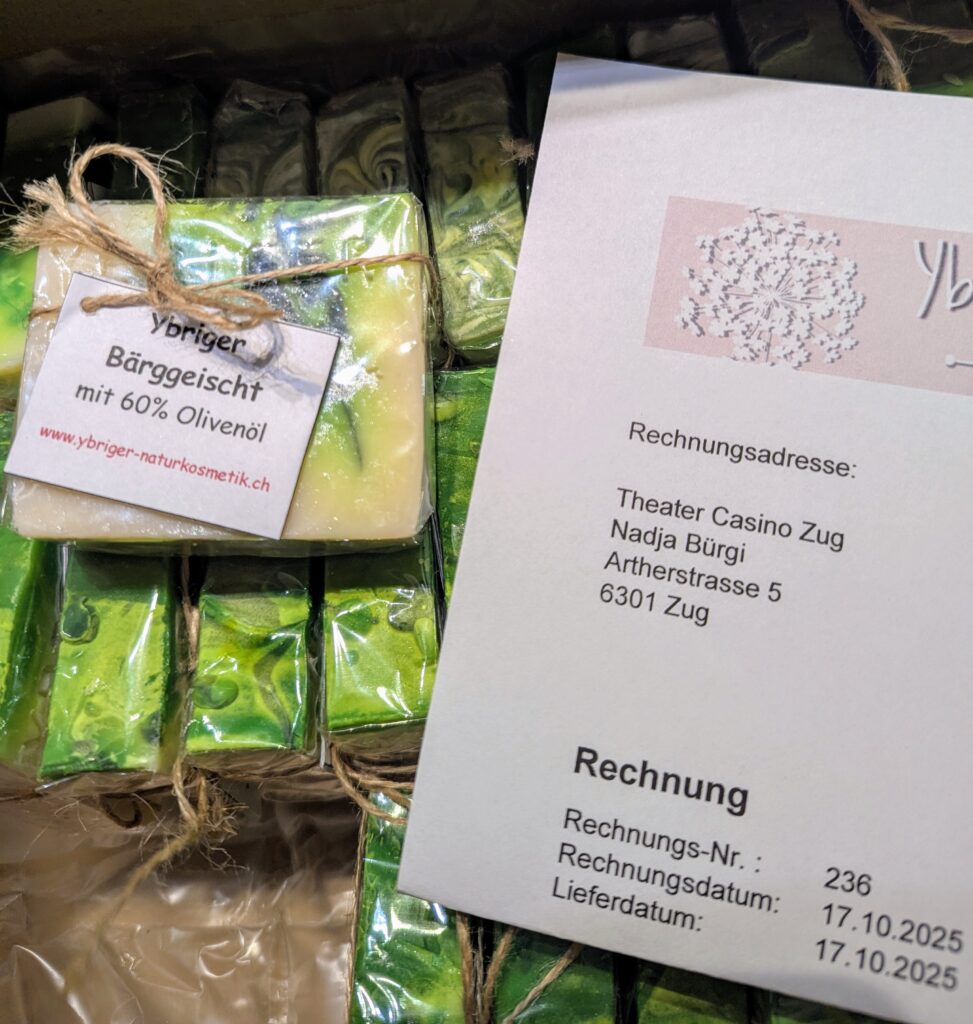 Ybriger
Bärggeischt
mit 60% Olivenöl
www.ybriger-naturkosmetik.ch
Yb
Rechnungsadresse:
Theater Casino Zug
Nadja Bürgi
Artherstrasse 5
6301 Zug
Rechnung
Rechnungs-Nr. : 236
Rechnungsdatum: 17.10.2025
Lieferdatum: 17.10.2025